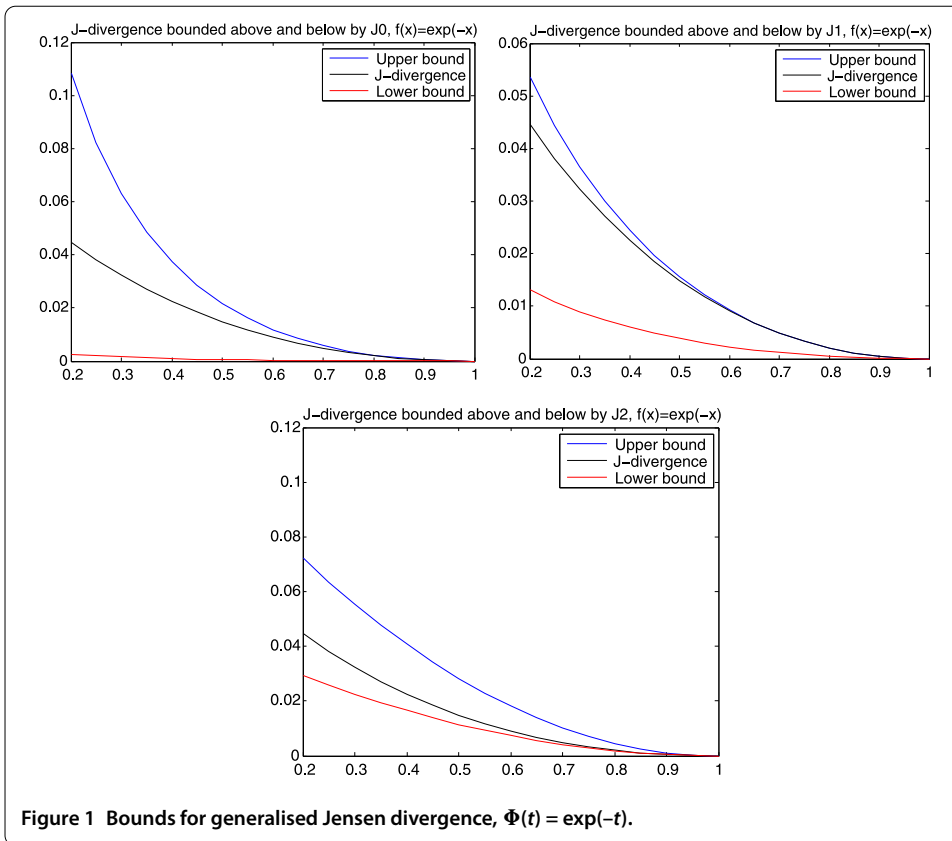 J−divergence bounded above and below by J0, f(x)=exp(−x)
0.12
0.1
0.08
0.06
0.04
0.02
0
0.2 0.3 0.4 0.5 0.6 0.7 0.8 0.9 1
Upper bound
J−divergence
Lower bound
J−divergence bounded above and below by J1, f(x)=exp(−x)
0.06
0.05
0.04
0.03
0.02
0.01
0
0.2 0.3 0.4 0.5 0.6 0.7 0.8 0.9 1
Upper bound
J−divergence
Lower bound
J−divergence bounded above and below by J2, f(x)=exp(−x)
0.12
0.1
0.08
0.06
0.04
0.02
0
0.2 0.3 0.4 0.5 0.6 0.7 0.8 0.9 1
Upper bound
J−divergence
Lower bound
Figure 1 Bounds for generalised Jensen divergence, Φ(t) = exp(–t).